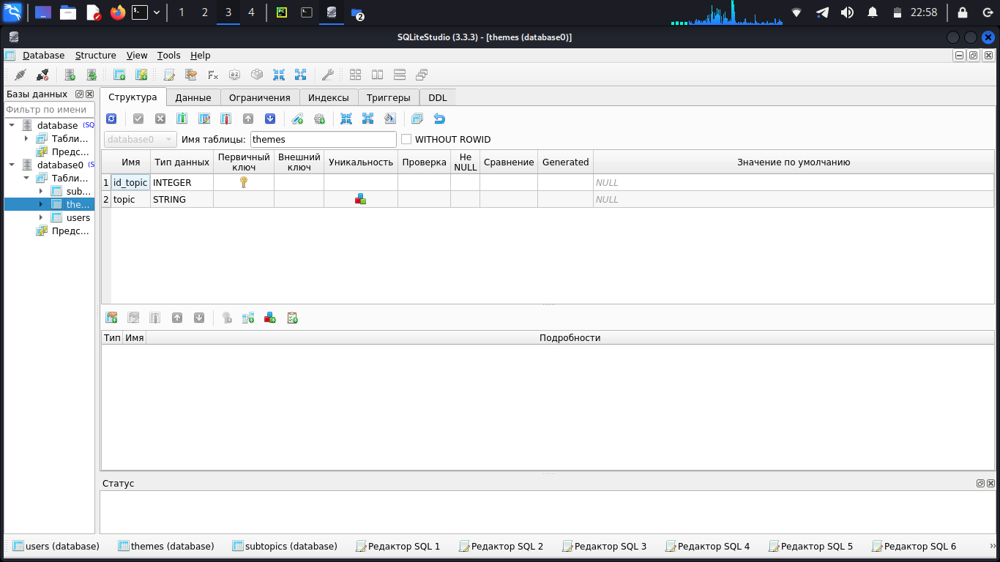 1 2 3 4 2 22:58
SQLiteStudio (3.3.3) - [themes (database0)]
Database Structure View Tools Help
Базы данных
Фильтр по имени
database (SQ
Табли...
Предс...
database0 (S
Табли...
sub...
the...
users
Предс...
Структура Данные Ограничения Индексы Триггеры DDL
database0 Имя таблицы: themes WITHOUT ROWID
Имя Тип данных Первичный ключ Внешний ключ Уникальность Проверка Не NULL Сравнение Generated Значение по умолчанию
1 id_topic INTEGER NULL
2 topic STRING NULL
Тип Имя Подробности
Статус
users (database) themes (database) subtopics (database) Редактор SQL 1 Редактор SQL 2 Редактор SQL 3 Редактор SQL 4 Редактор SQL 5 Редактор SQL 6 »